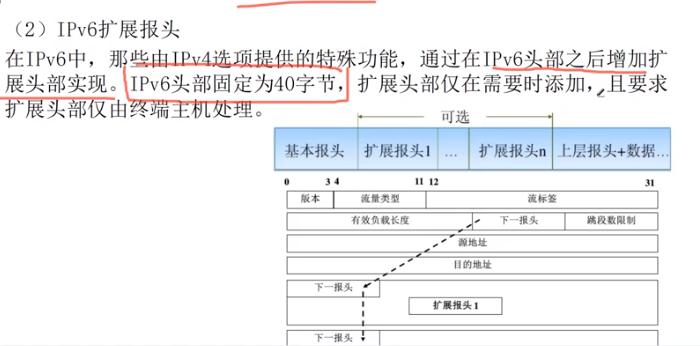 （2）IPv6扩展报头
在IPv6中，那些由IPv4选项提供的特殊功能，通过在IPv6头部之后增加扩
展头部实现。IPv6头部固定为40字节，扩展头部仅在需要时添加，且要求
扩展头部仅由终端主机处理。
可选
基本报头 扩展报头1 ... 扩展报头n 上层报头+数据...
0 3 4 11 12 31
版本 流量类型 流标签
有效负载长度 下一报头 跳段数限制
源地址
目的地址
下一报头
扩展报头1
下一报头